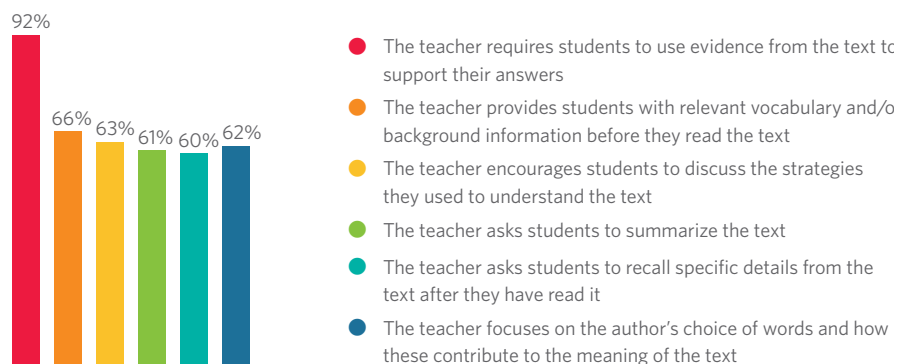 92%
66%
63%
61%
60%
62%
The teacher requires students to use evidence from the text to
support their answers
The teacher provides students with relevant vocabulary and/o
background information before they read the text
The teacher encourages students to discuss the strategies
they used to understand the text
The teacher asks students to summarize the text
The teacher asks students to recall specific details from the
text after they have read it
The teacher focuses on the author’s choice of words and how
these contribute to the meaning of the text